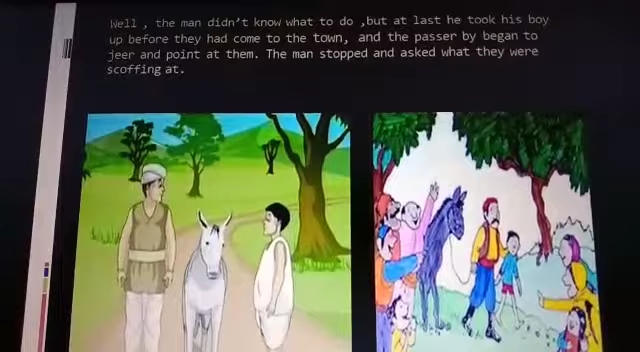 Well , the man didn't know what to do ,but at last he took his boy
up before they had come to the town, and the passer by began to
jeer and point at them. The man stopped and asked what they were
scoffing at.